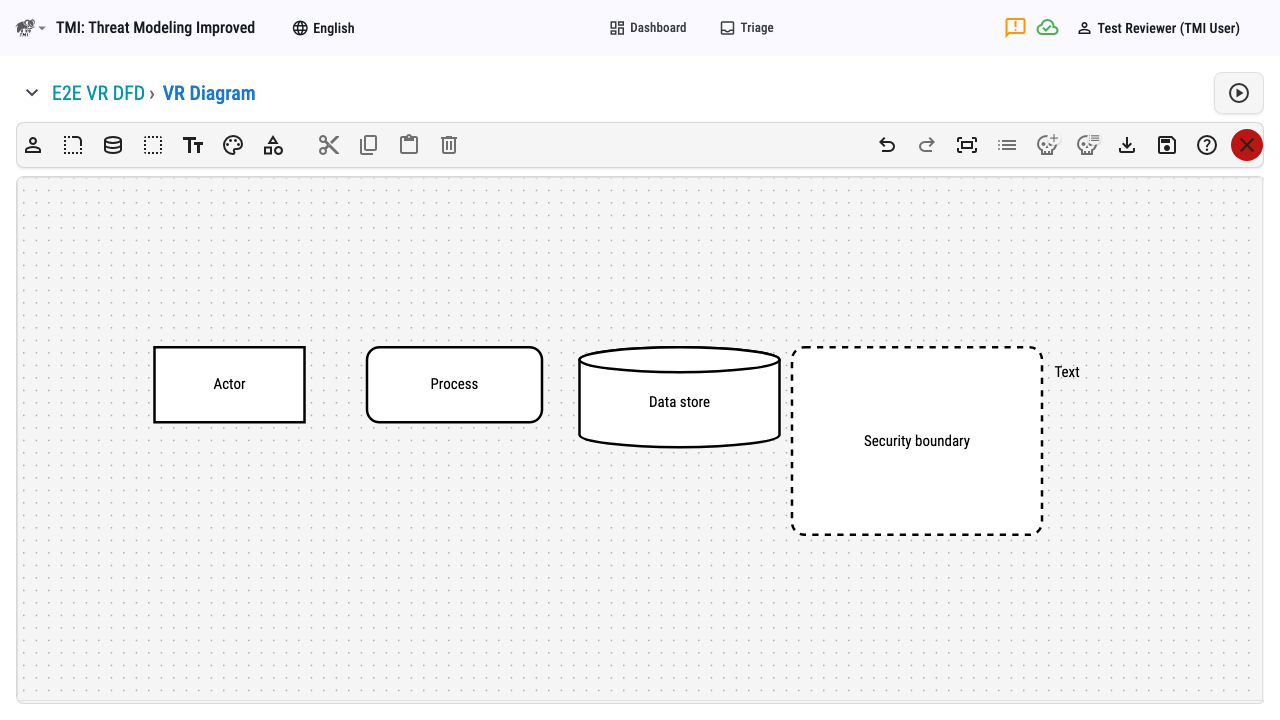 TMI: Threat Modeling Improved
English
Dashboard
Triage
Test Reviewer (TMI User)
E2E VR DFD › VR Diagram
Actor
Process
Data store
Security boundary
Text